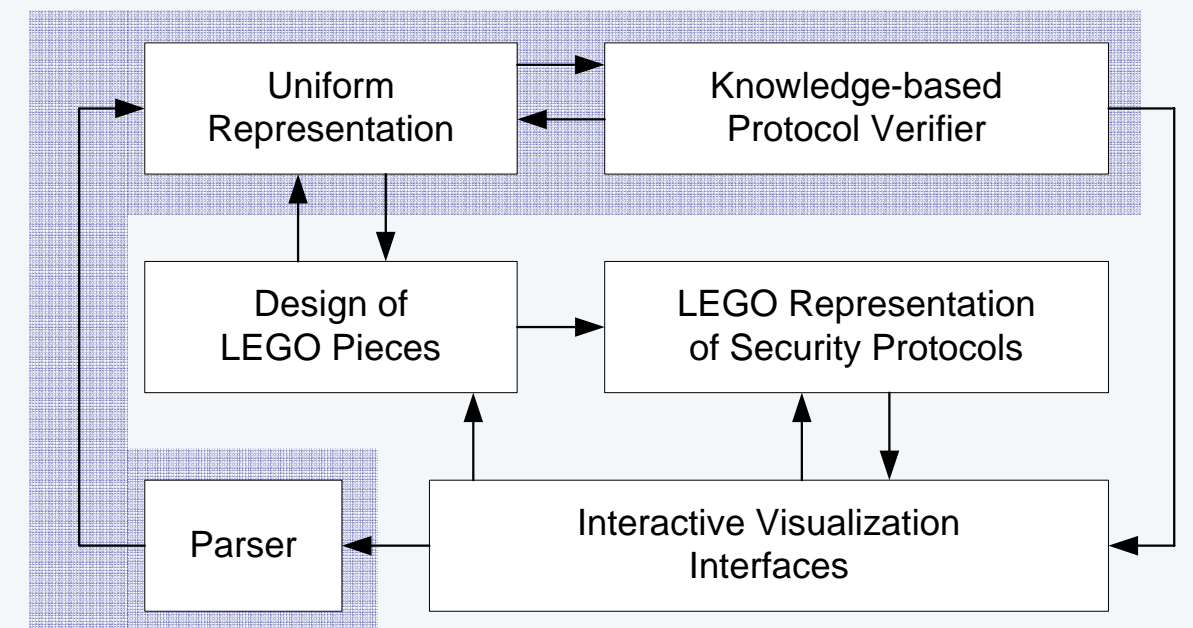 Uniform
Representation
Knowledge-based
Protocol Verifier
Design of
LEGO Pieces
LEGO Representation
of Security Protocols
Parser
Interactive Visualization
Interfaces